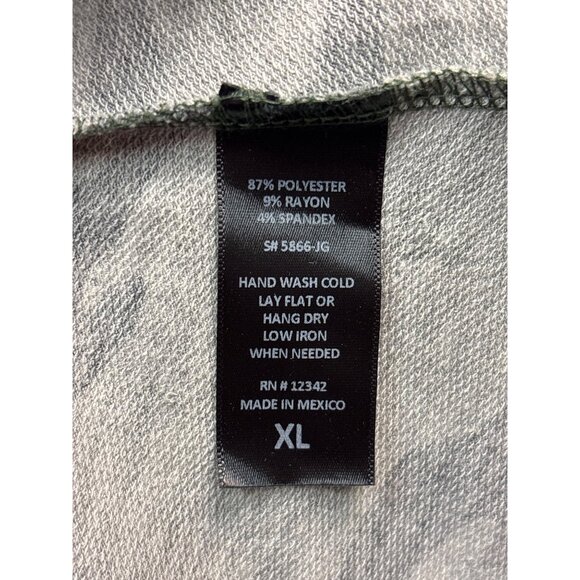 87% POLYESTER
9% RAYON
4% SPANDEX
S# 5866-JG
HAND WASH COLD
LAY FLAT OR
HANG DRY
LOW IRON
WHEN NEEDED
RN # 12342
MADE IN MEXICO
XL